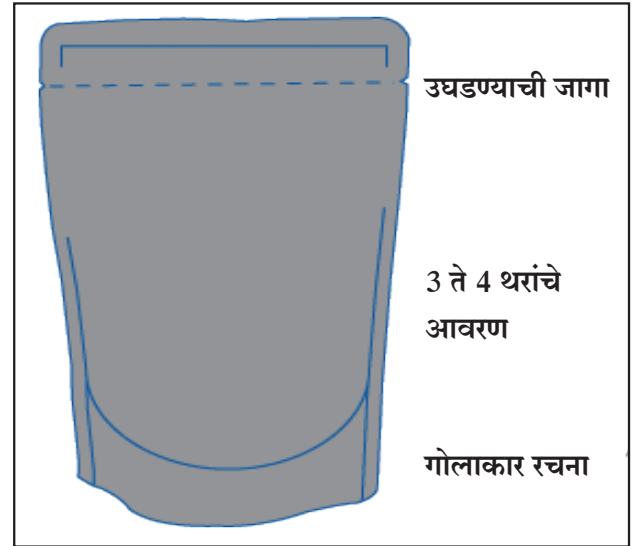 उघडण्याची जागा
3 ते 4 थरांचे
आवरण
गोलाकार रचना